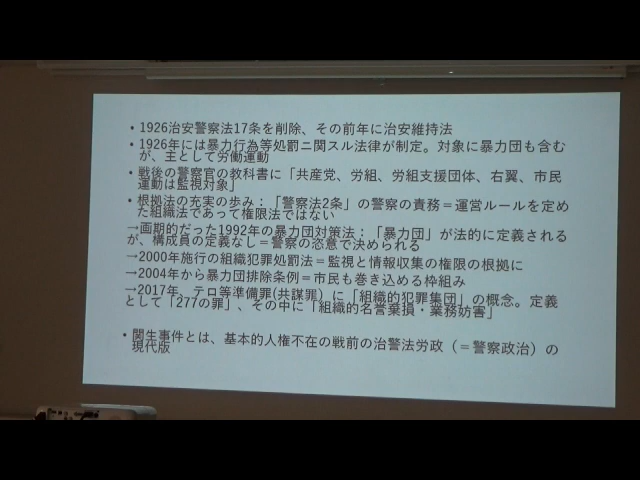 • 1926治安警察法17条を削除、その前年に治安維持法
• 1926年には暴力行為等処罰ニ関スル法律が制定。対象に暴力団も含む
が、主として労働運動
• 戦後の警察官の教科書に「共産党、労組、労組支援団体、右翼、市民
運動は監視対象」
• 根拠法の充実の歩み：「警察法2条」の警察の責務＝運営ルールを定め
た組織法であって権限法ではない
→画期的だった1992年の暴力団対策法：「暴力団」が法的に定義される
が、構成員の定義なし＝警察の恣意で決められる
→2000年施行の組織犯罪処罰法＝監視と情報収集の権限の根拠に
→2004年から暴力団排除条例＝市民も巻き込める枠組み
→2017年、テロ等準備罪(共謀罪）に「組織的犯罪集団」の概念。定義
として「277の罪」、その中に「組織的名誉棄損・業務妨害」
• 関生事件とは、基本的人権不在の戦前の治警法労政（＝警察政治）の
現代版